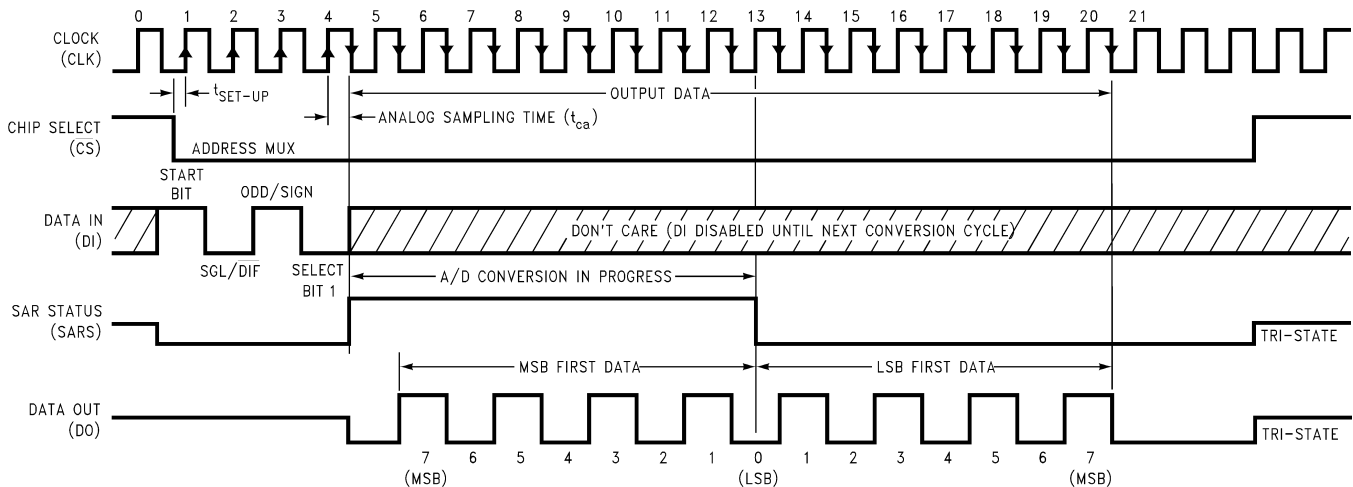 0 1 2 3 4 5 6 7 8 9 10 11 12 13 14 15 16 17 18 19 20 21
CLOCK
(CLK)
tSET-UP
OUTPUT DATA
ANALOG SAMPLING TIME (tca)
CHIP SELECT
(C̅S̅)
ADDRESS MUX
START
BIT
ODD/SIGN
DATA IN
(DI)
DON'T CARE (DI DISABLED UNTIL NEXT CONVERSION CYCLE)
SGL/D̅I̅F̅
SELECT
BIT 1
A/D CONVERSION IN PROGRESS
SAR STATUS
(SARS)
TRI-STATE
MSB FIRST DATA
LSB FIRST DATA
DATA OUT
(DO)
TRI-STATE
7 6 5 4 3 2 1 0 1 2 3 4 5 6 7
(MSB) (LSB) (MSB)